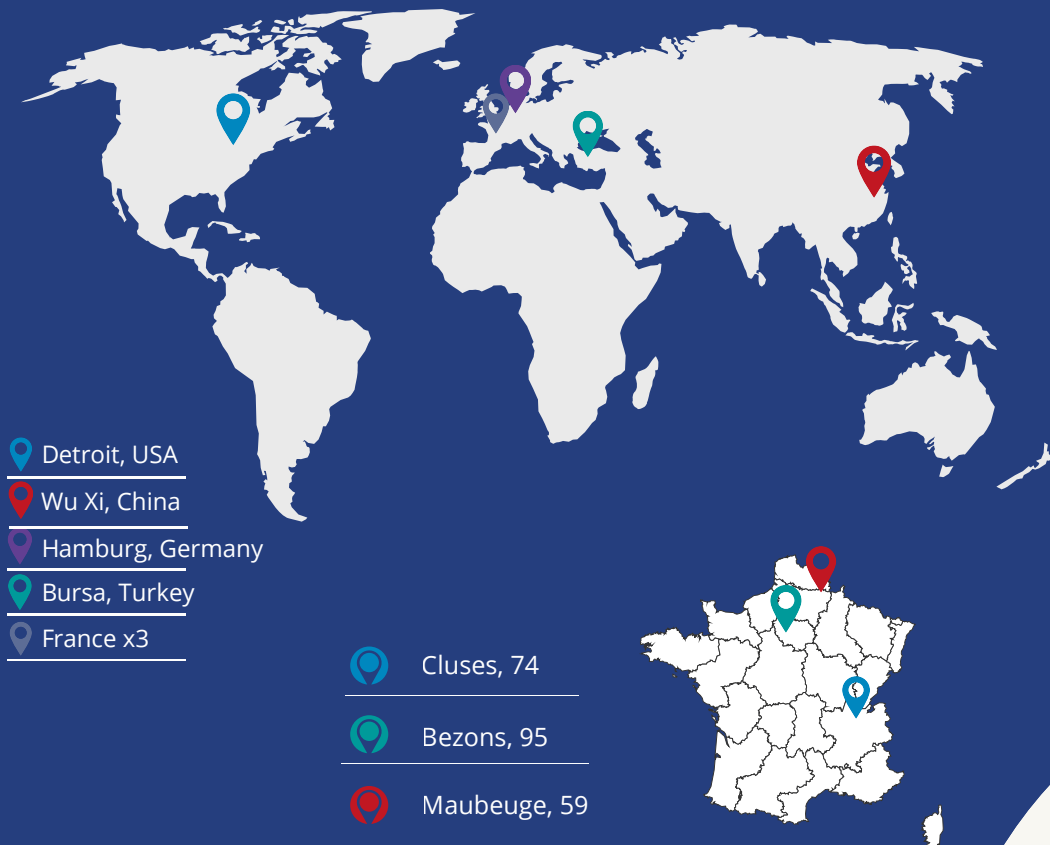 Detroit, USA
Wu Xi, China
Hamburg, Germany
Bursa, Turkey
France x3
Cluses, 74
Bezons, 95
Maubeuge, 59